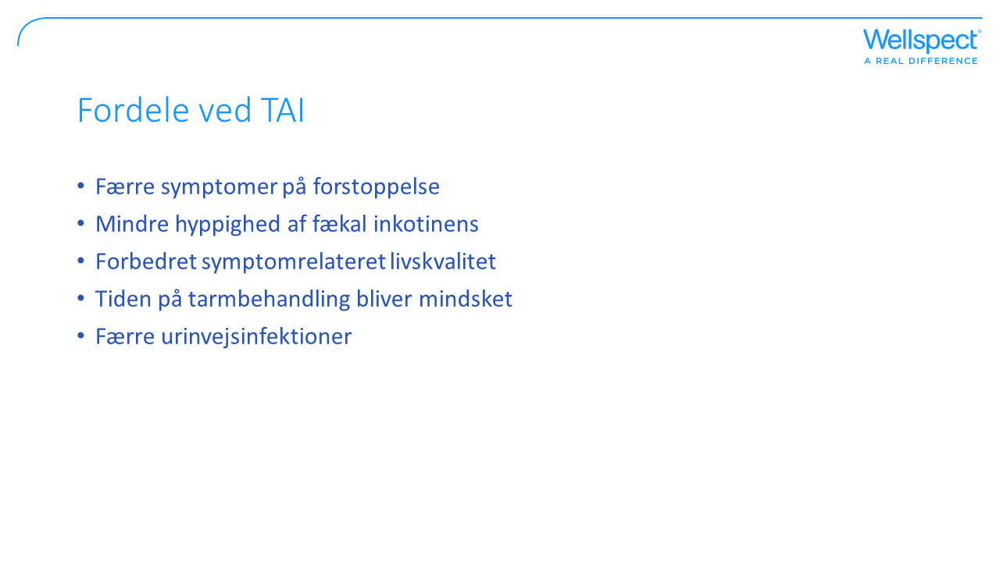 Wellspect®
A REAL DIFFERENCE
Fordele ved TAI
• Færre symptomer på forstoppelse
• Mindre hyppighed af fækal inkotinens
• Forbedret symptomrelateret livskvalitet
• Tiden på tarmbehandling bliver mindsket
• Færre urinvejsinfektioner